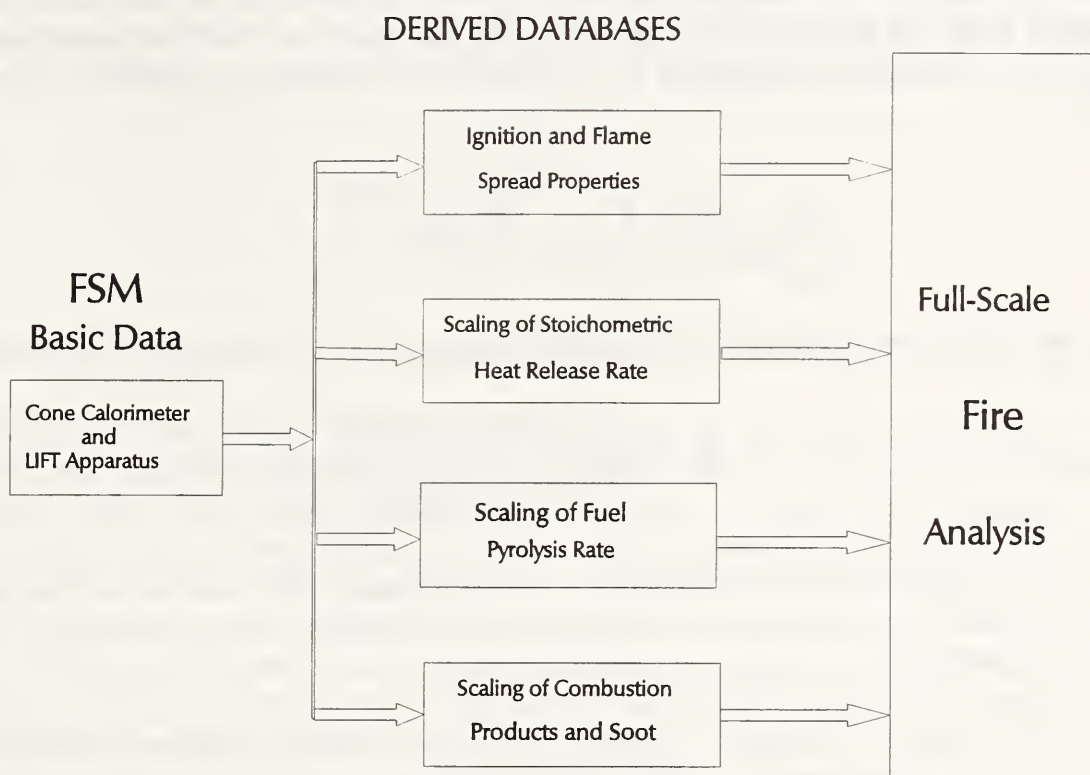 DERIVED DATABASES
FSM
Basic Data
Cone Calorimeter
and
LIFT Apparatus
Ignition and Flame
Spread Properties
Scaling of Stoichometric
Heat Release Rate
Scaling of Fuel
Pyrolysis Rate
Scaling of Combustion
Products and Soot
Full-Scale
Fire
Analysis